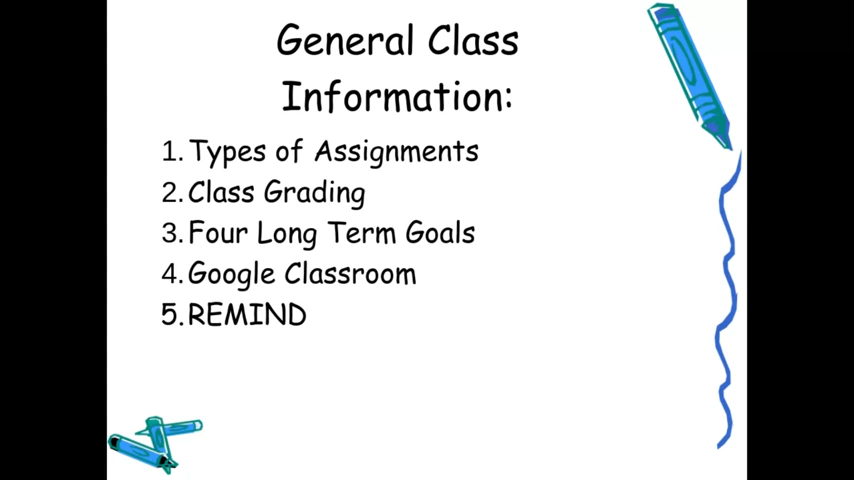 General Class
Information:
1. Types of Assignments
2. Class Grading
3. Four Long Term Goals
4. Google Classroom
5. REMIND